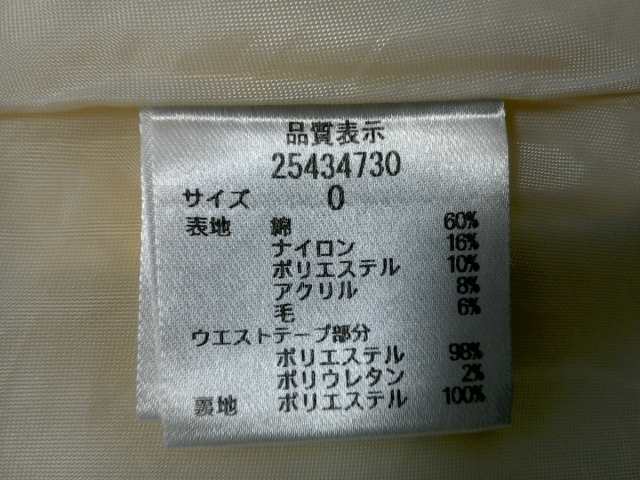 品質表示
25434730
サイズ 0
表地 綿 60%
ナイロン 16%
ポリエステル 10%
アクリル 8%
毛 6%
ウエストテープ部分
ポリエステル 98%
ポリウレタン 2%
裏地 ポリエステル 100%